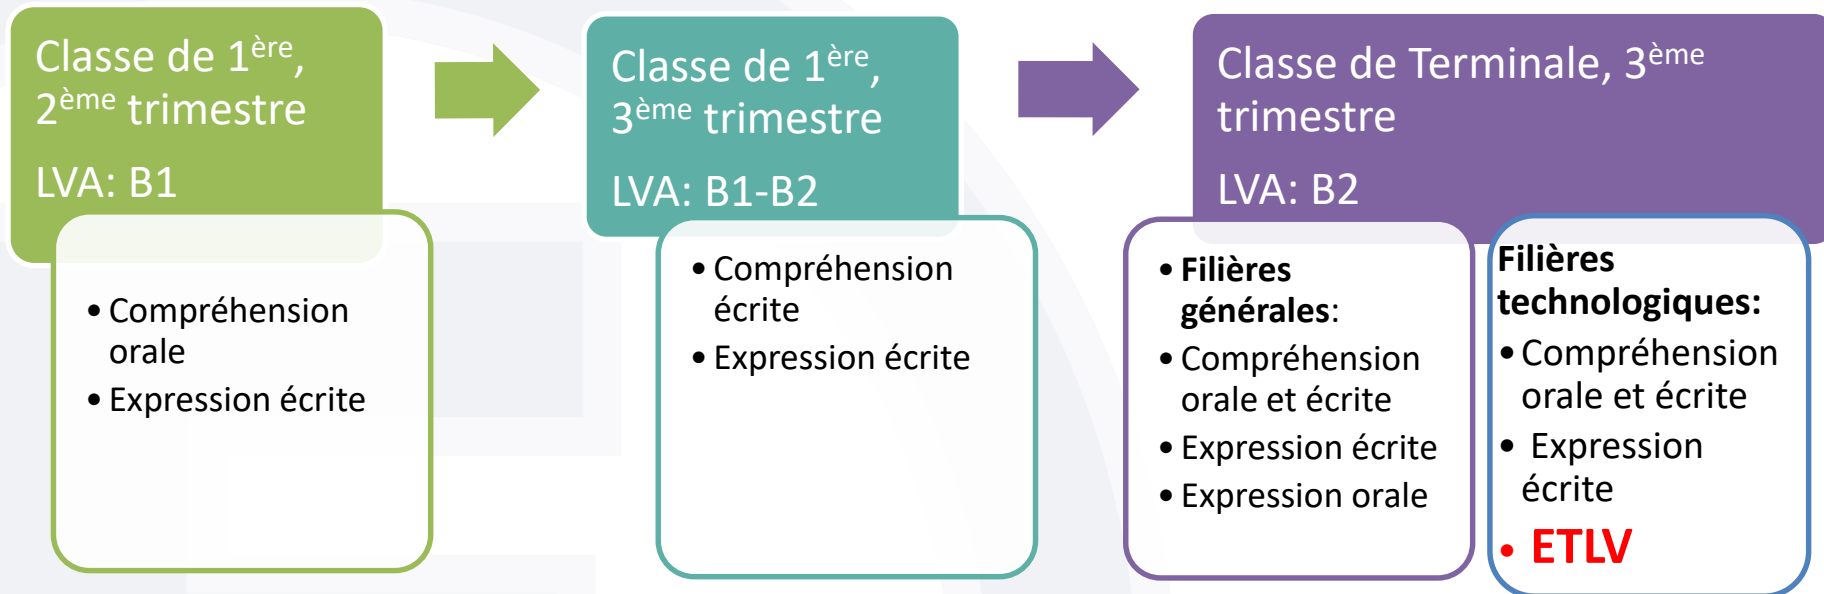 Classe de 1ère,
2ème trimestre
LVA: B1
• Compréhension
orale
• Expression écrite
Classe de 1ère,
3ème trimestre
LVA: B1-B2
• Compréhension
écrite
• Expression écrite
Classe de Terminale, 3ème
trimestre
LVA: B2
• Filières
générales:
• Compréhension
orale et écrite
• Expression écrite
• Expression orale
Filières
technologiques:
• Compréhension
orale et écrite
• Expression
écrite
• ETLV